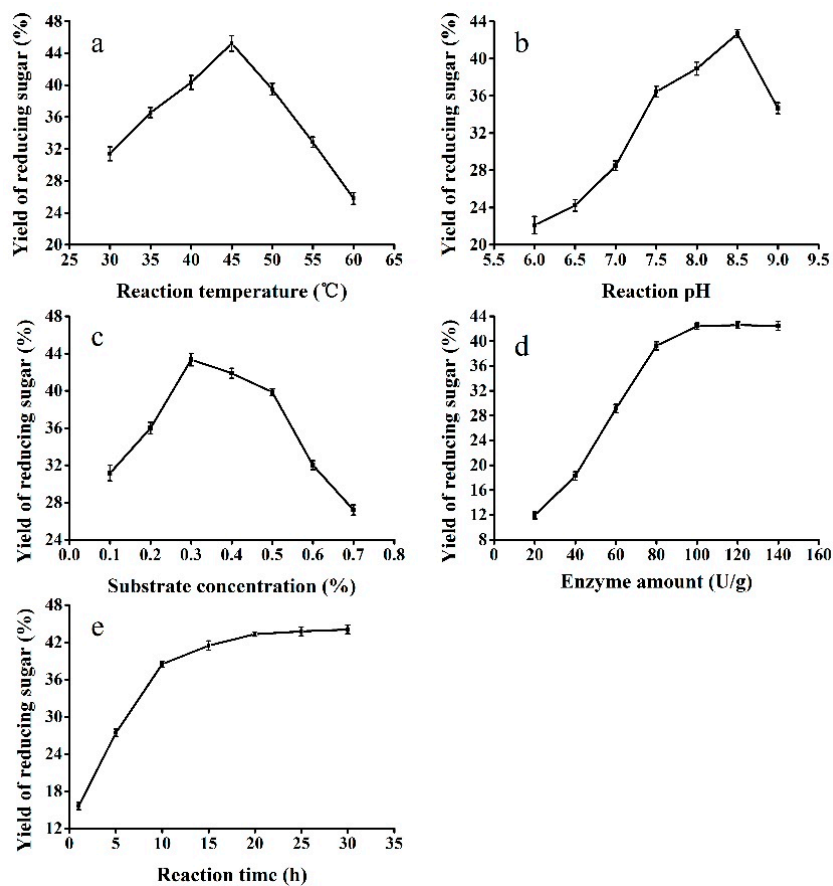 a
Yield of reducing sugar (%)
48
44
40
36
32
28
24
20
25 30 35 40 45 50 55 60 65
Reaction temperature (℃)
b
Yield of reducing sugar (%)
44
40
36
32
28
24
20
5.5 6.0 6.5 7.0 7.5 8.0 8.5 9.0 9.5
Reaction pH
c
Yield of reducing sugar (%)
48
44
40
36
32
28
24
0.0 0.1 0.2 0.3 0.4 0.5 0.6 0.7 0.8
Substrate concentration (%)
d
Yield of reducing sugar (%)
44
40
36
32
28
24
20
16
12
8
0 20 40 60 80 100 120 140 160
Enzyme amount (U/g)
e
Yield of reducing sugar (%)
48
42
36
30
24
18
12
0 5 10 15 20 25 30 35
Reaction time (h)